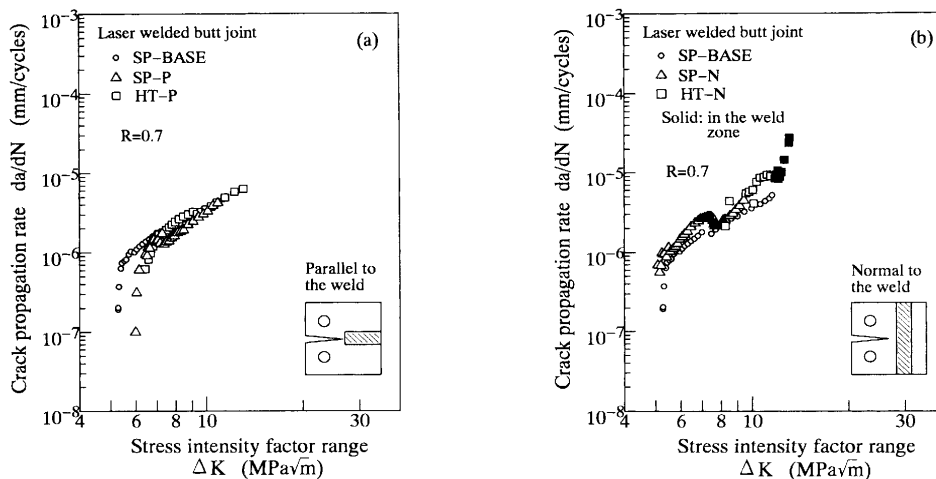 (a)
Laser welded butt joint
SP-BASE
SP-P
HT-P
R=0.7
Parallel to
the weld
Crack propagation rate da/dN (mm/cycles)
10⁻³
10⁻⁴
10⁻⁵
10⁻⁶
10⁻⁷
10⁻⁸
4 6 8 10 30
Stress intensity factor range
ΔK (MPa√m)
(b)
Laser welded butt joint
SP-BASE
SP-N
HT-N
Solid: in the weld
zone
R=0.7
Normal to
the weld
Crack propagation rate da/dN (mm/cycles)
10⁻³
10⁻⁴
10⁻⁵
10⁻⁶
10⁻⁷
10⁻⁸
4 6 8 10 30
Stress intensity factor range
ΔK (MPa√m)